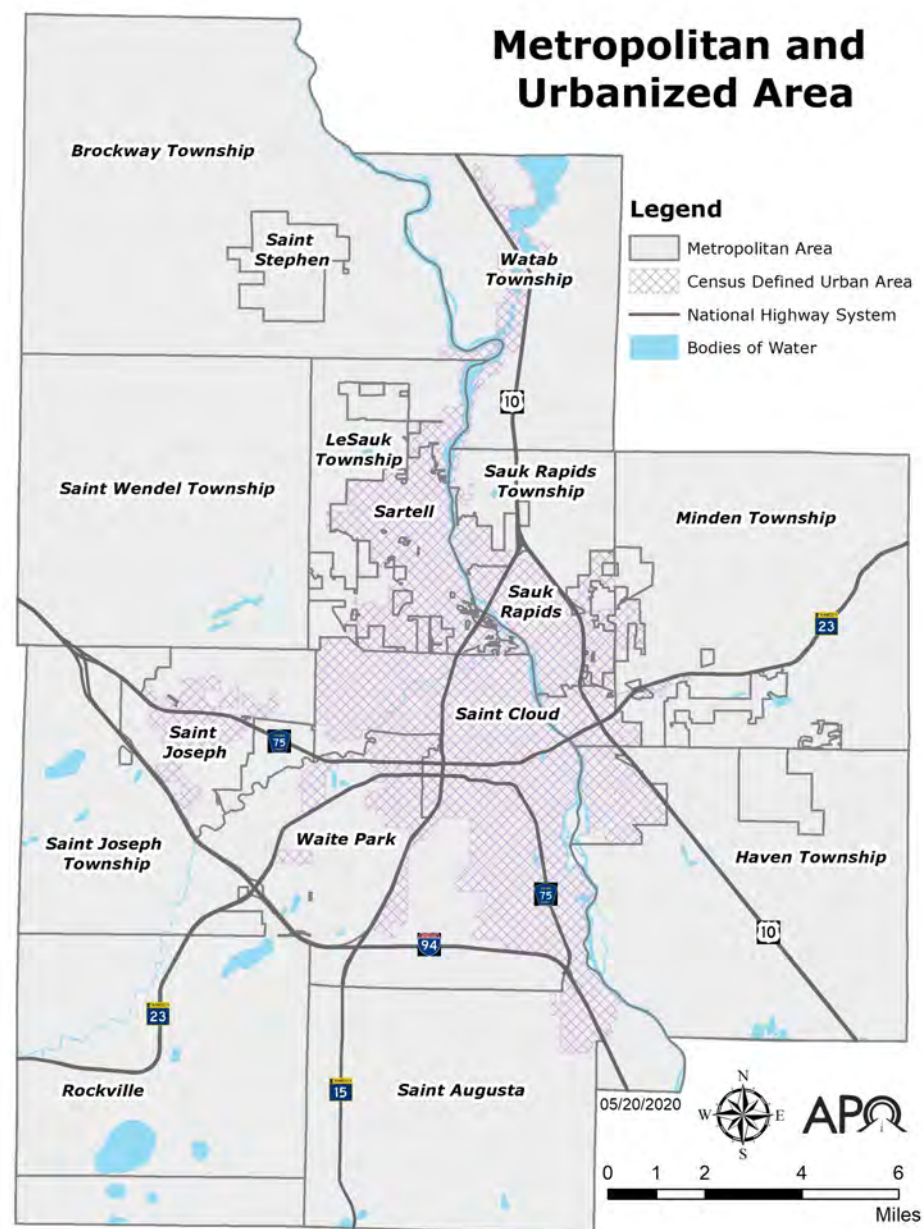 Metropolitan and
Urbanized Area
Brockway Township
Saint
Stephen
Watab
Township
Legend
Metropolitan Area
Census Defined Urban Area
National Highway System
Bodies of Water
10
LeSauk
Township
Saint Wendel Township
Sartell
Sauk Rapids
Township
Minden Township
Sauk
Rapids
23
Saint Cloud
Saint
Joseph
75
Saint Joseph
Township
Waite Park
Haven Township
75
10
94
23
15
Rockville
Saint Augusta
05/20/2020
N
W
E
S
APO
0 1 2 4 6
Miles